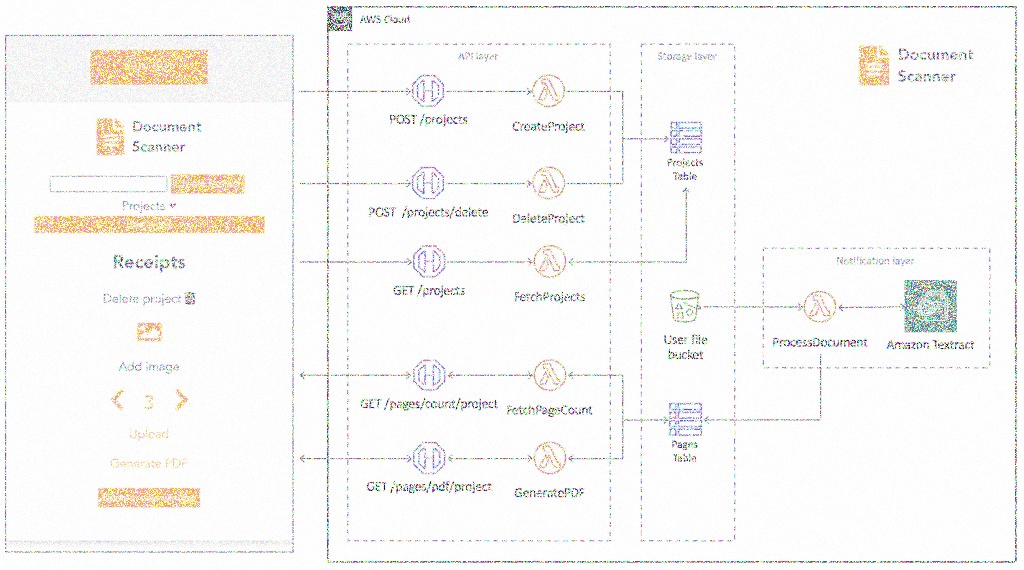 AWS Cloud
API layer
Storage layer
Document
Scanner
Document
Scanner
Projects
Receipts
Delete project
Add image
3
Upload
Generate PDF
POST /projects
CreateProject
POST /projects/delete
DeleteProject
GET /projects
FetchProjects
GET /pages/count/project
FetchPageCount
GET /pages/pdf/project
GeneratePDF
Projects
Table
User file
bucket
Pages
Table
Notification layer
ProcessDocument
Amazon Textract